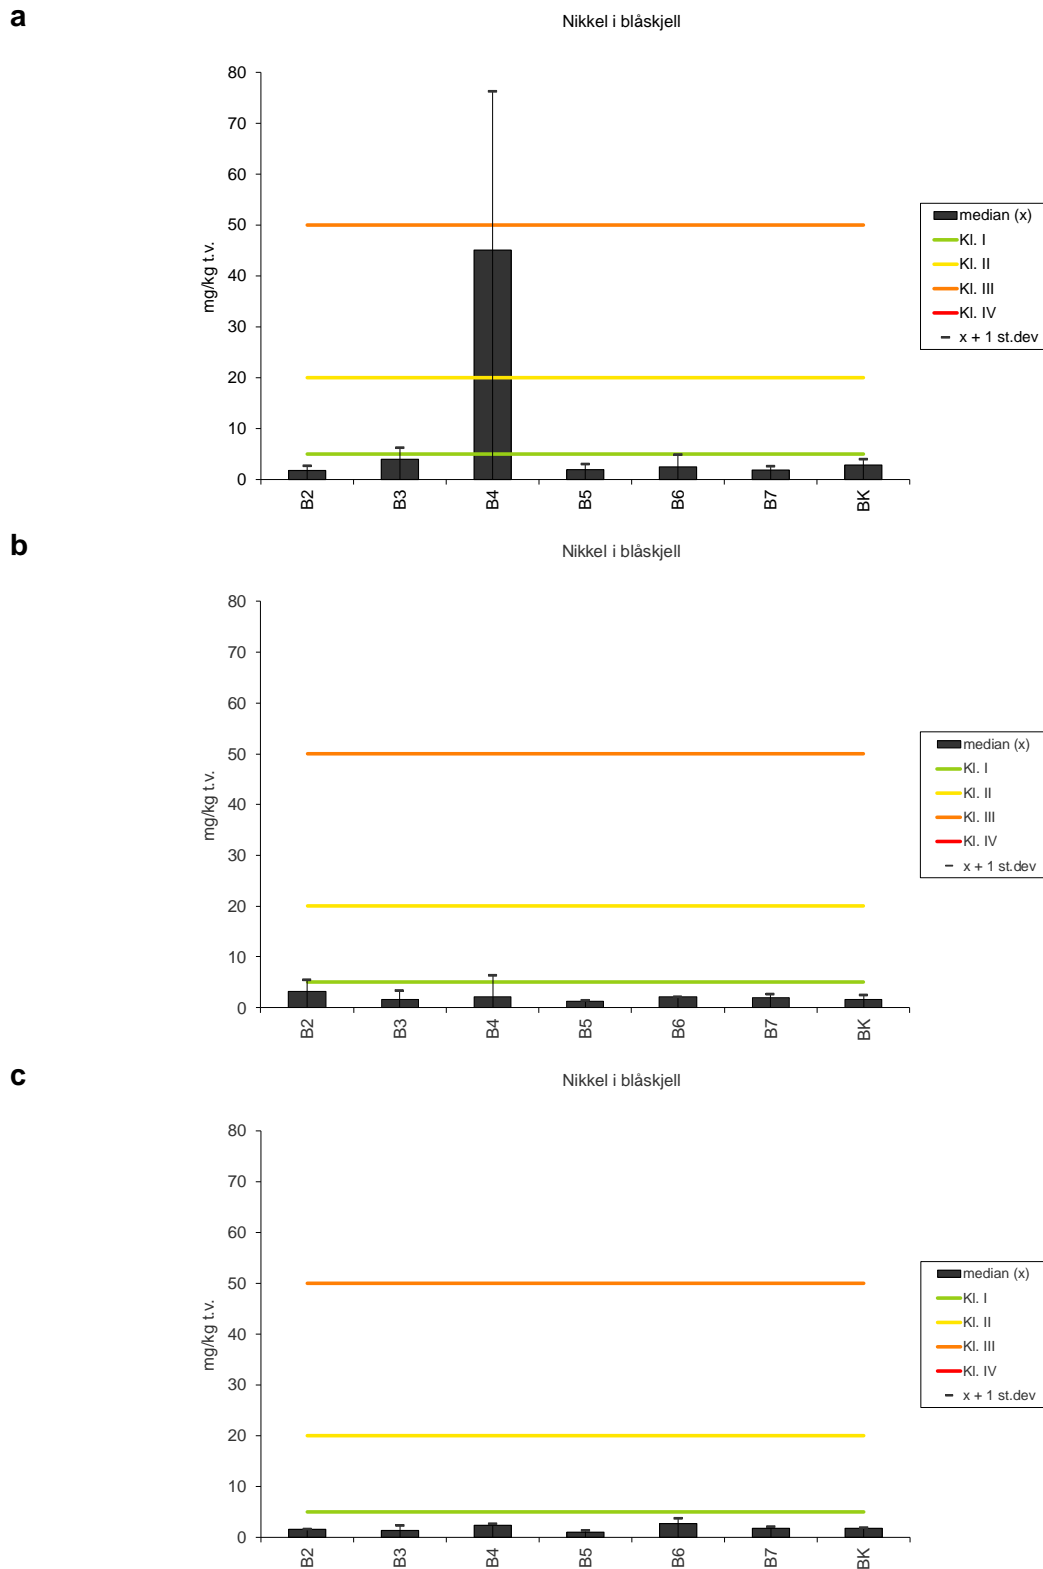 a
Nikkel i blåskjell
80
70
60
50
40
30
20
10
0
mg/kg t.v.
B2
B3
B4
B5
B6
B7
BK
median (x)
Kl. I
Kl. II
Kl. III
Kl. IV
x + 1 st.dev
b
Nikkel i blåskjell
80
70
60
50
40
30
20
10
0
mg/kg t.v.
B2
B3
B4
B5
B6
B7
BK
median (x)
Kl. I
Kl. II
Kl. III
Kl. IV
x + 1 st.dev
c
Nikkel i blåskjell
80
70
60
50
40
30
20
10
0
mg/kg t.v.
B2
B3
B4
B5
B6
B7
BK
median (x)
Kl. I
Kl. II
Kl. III
Kl. IV
x + 1 st.dev